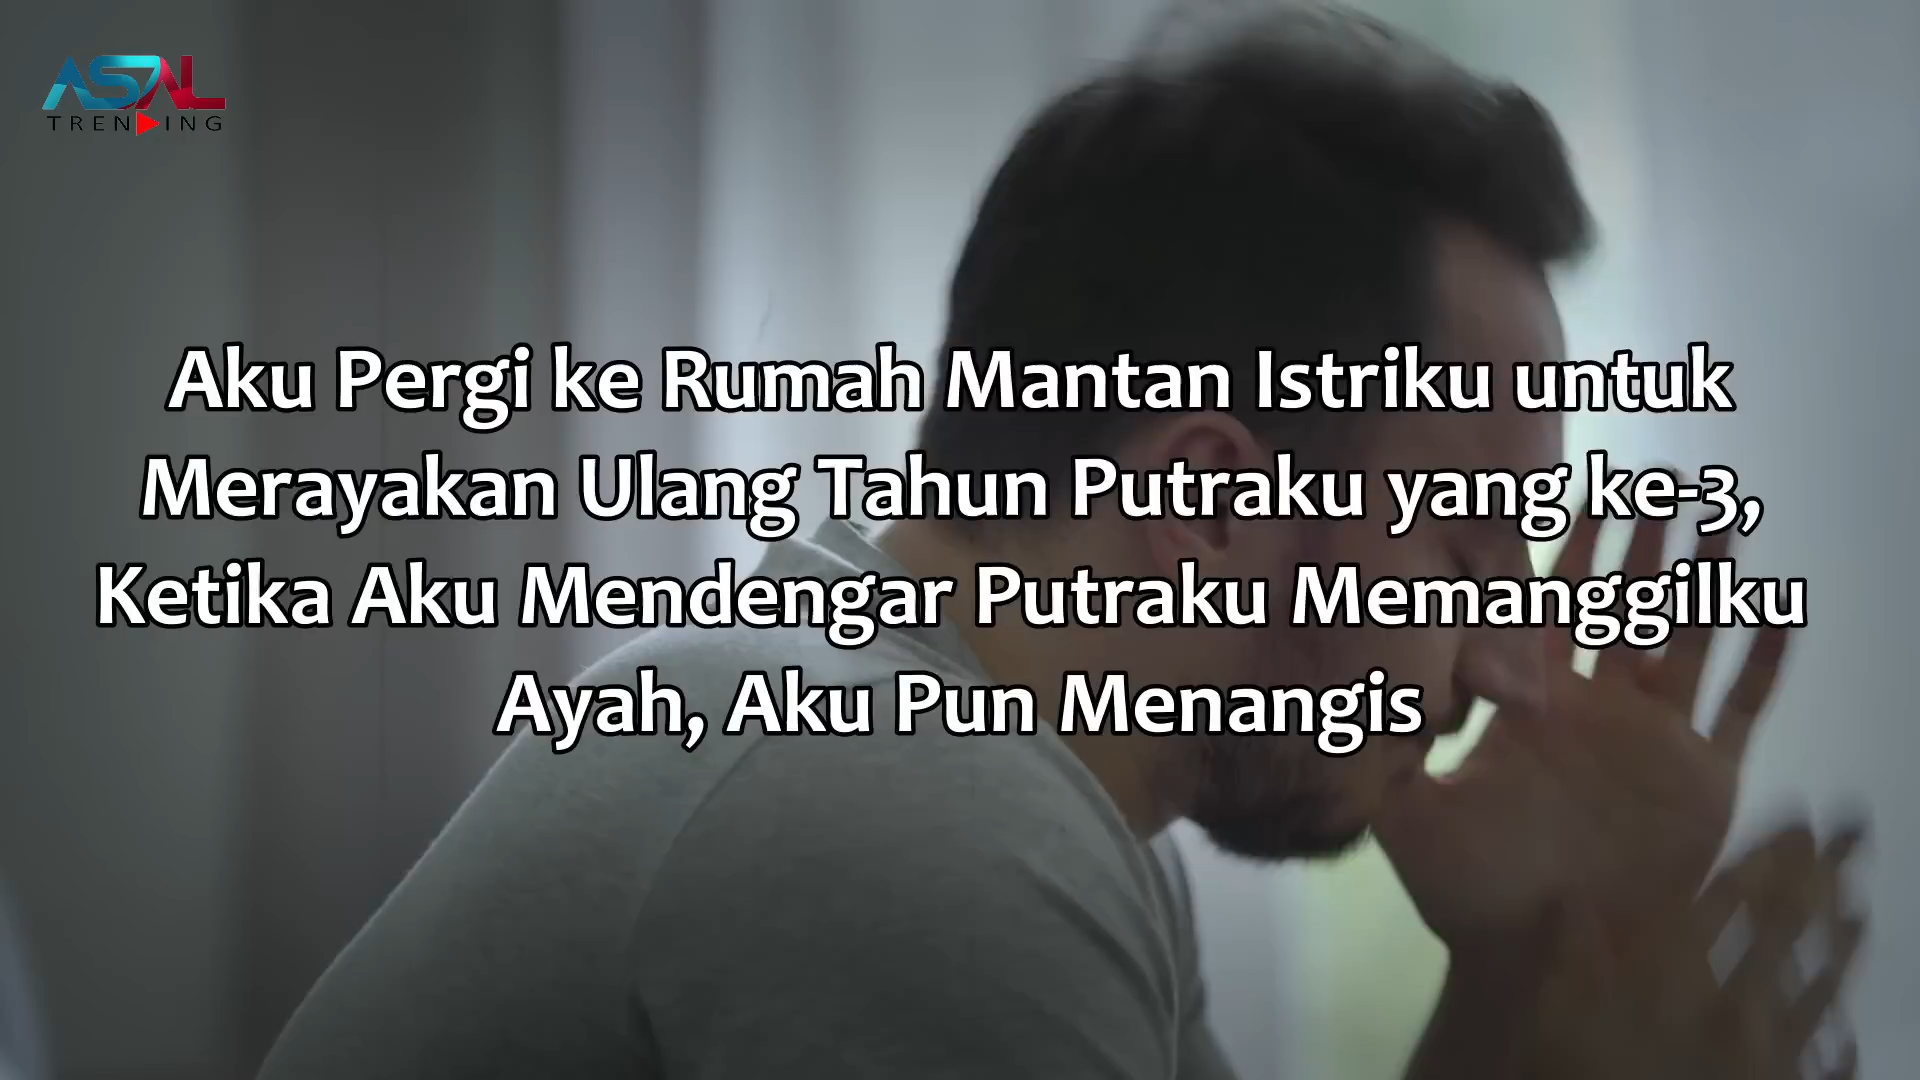 ASAL
TRENDING
Aku Pergi ke Rumah Mantan Istriku untuk
Merayakan Ulang Tahun Putraku yang ke-3,
Ketika Aku Mendengar Putraku Memanggilku
Ayah, Aku Pun Menangis